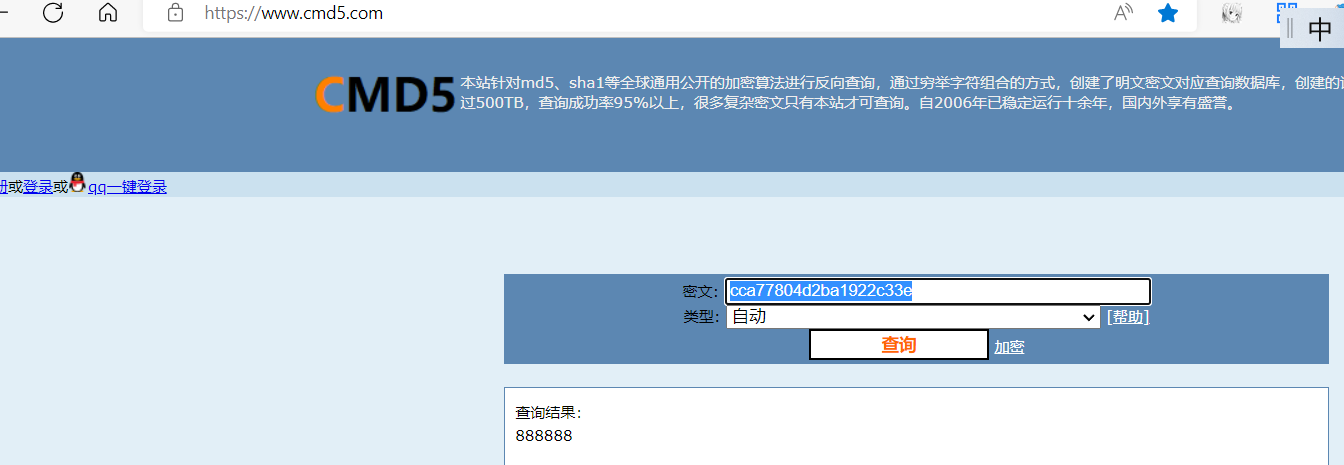 https://www.cmd5.com
中
CMD5
本站针对md5、sha1等全球通用公开的加密算法进行反向查询，通过穷举字符组合的方式，创建了明文密文对应查询数据库，创建的
过500TB，查询成功率95%以上，很多复杂密文只有本站才可查询。自2006年已稳定运行十余年，国内外享有盛誉。
册或登录或qq一键登录
密文: cca77804d2ba1922c33e
类型: 自动 [帮助]
查询 加密
查询结果:
888888